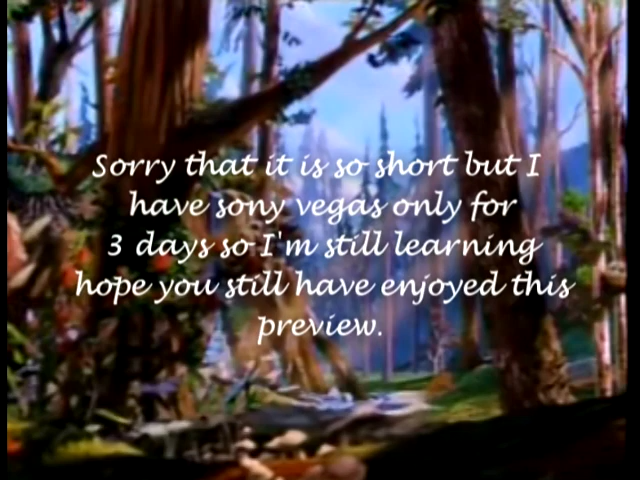 Sorry that it is so short but I
have sony vegas only for
3 days so I'm still learning
hope you still have enjoyed this
preview.